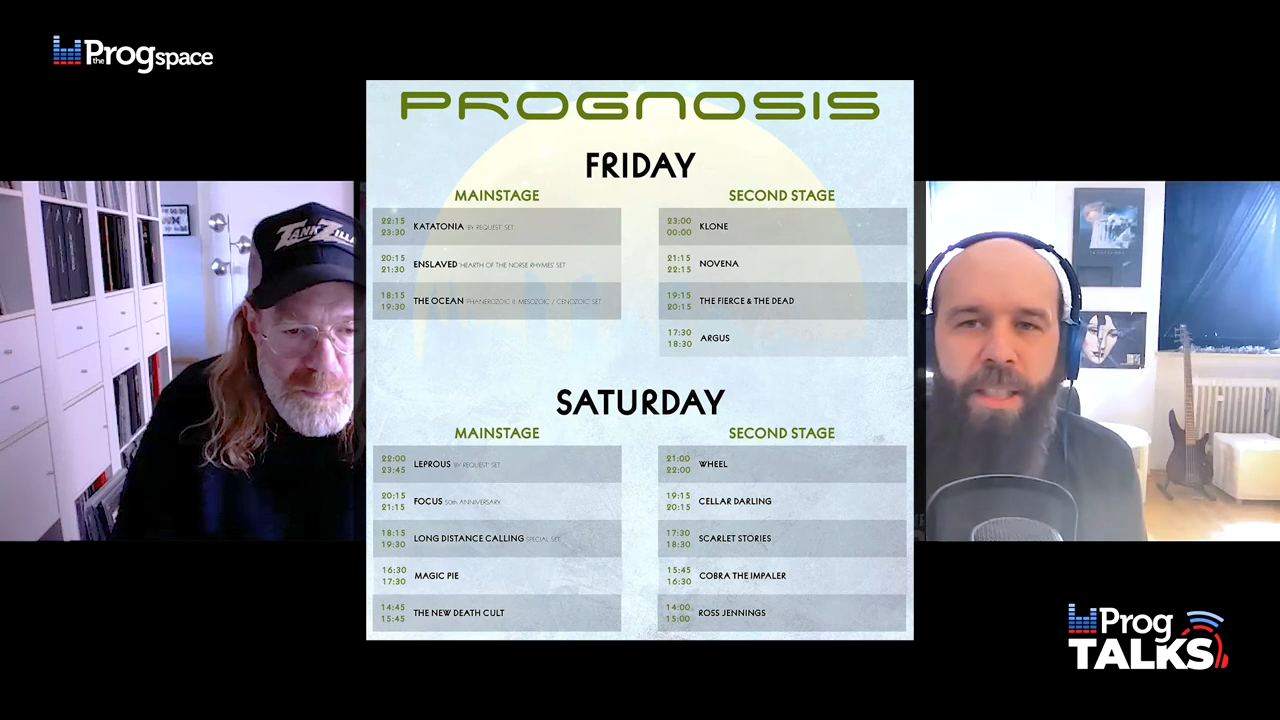 the Progspace
PROGNOSIS
FRIDAY
MAINSTAGE
22:15
23:30
KATATONIA 'BY REQUEST' SET
20:15
21:30
ENSLAVED 'HEARTH OF THE NORSE RHYMES' SET
18:15
19:30
THE OCEAN 'PHANEROZOIC II: MESOZOIC / CENOZOIC' SET
SECOND STAGE
23:00
00:00
KLONE
21:15
22:15
NOVENA
19:15
20:15
THE FIERCE & THE DEAD
17:30
18:30
ARGUS
SATURDAY
MAINSTAGE
22:00
23:45
LEPROUS 'BY REQUEST' SET
20:15
21:15
FOCUS 50th ANNIVERSARY
18:15
19:30
LONG DISTANCE CALLING SPECIAL SET
16:30
17:30
MAGIC PIE
14:45
15:45
THE NEW DEATH CULT
SECOND STAGE
21:00
22:00
WHEEL
19:15
20:15
CELLAR DARLING
17:30
18:30
SCARLET STORIES
15:45
16:30
COBRA THE IMPALER
14:00
15:00
ROSS JENNINGS
TANKZILLA
Prog
TALKS